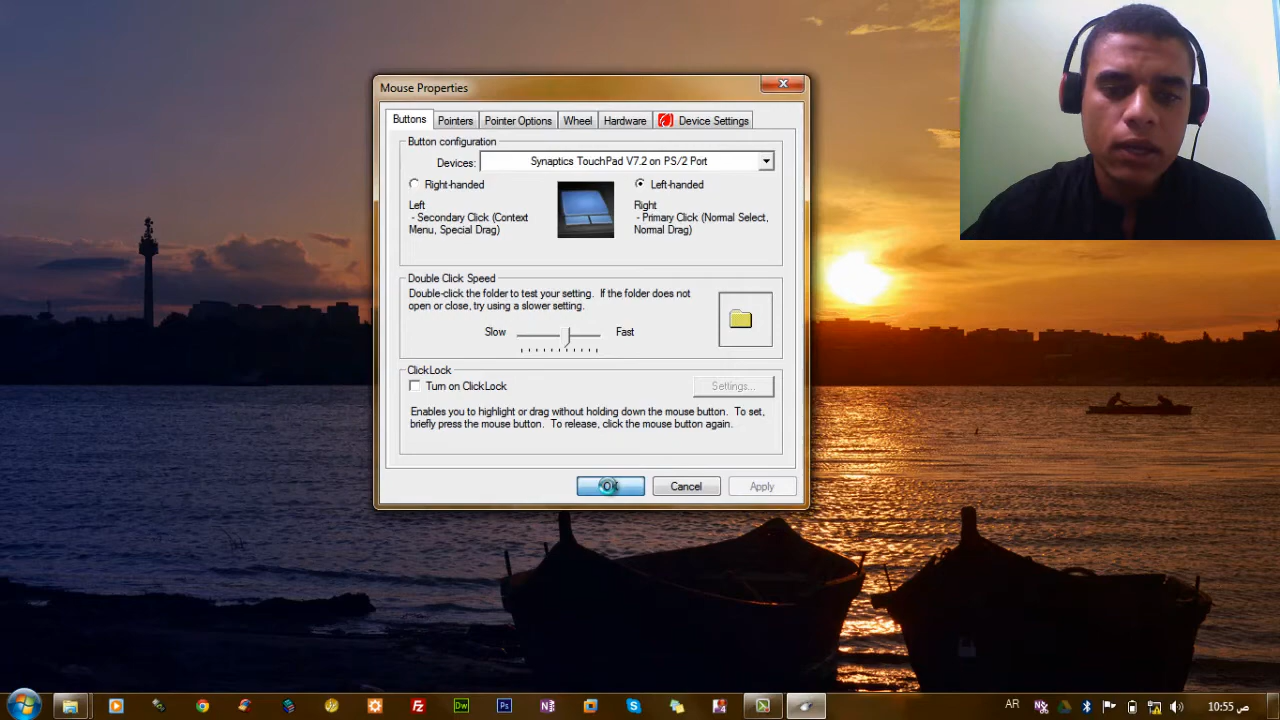 Mouse Properties
Buttons
Pointers
Pointer Options
Wheel
Hardware
Device Settings
Button configuration
Devices:
Synaptics TouchPad V7.2 on PS/2 Port
Right-handed
Left-handed
Left
- Secondary Click (Context
Menu, Special Drag)
Right
- Primary Click (Normal Select,
Normal Drag)
Double Click Speed
Double-click the folder to test your setting. If the folder does not
open or close, try using a slower setting.
Slow
Fast
ClickLock
Turn on ClickLock
Settings...
Enables you to highlight or drag without holding down the mouse button. To set,
briefly press the mouse button. To release, click the mouse button again.
OK
Cancel
Apply
Dw
Ps
AR
10:55 ص